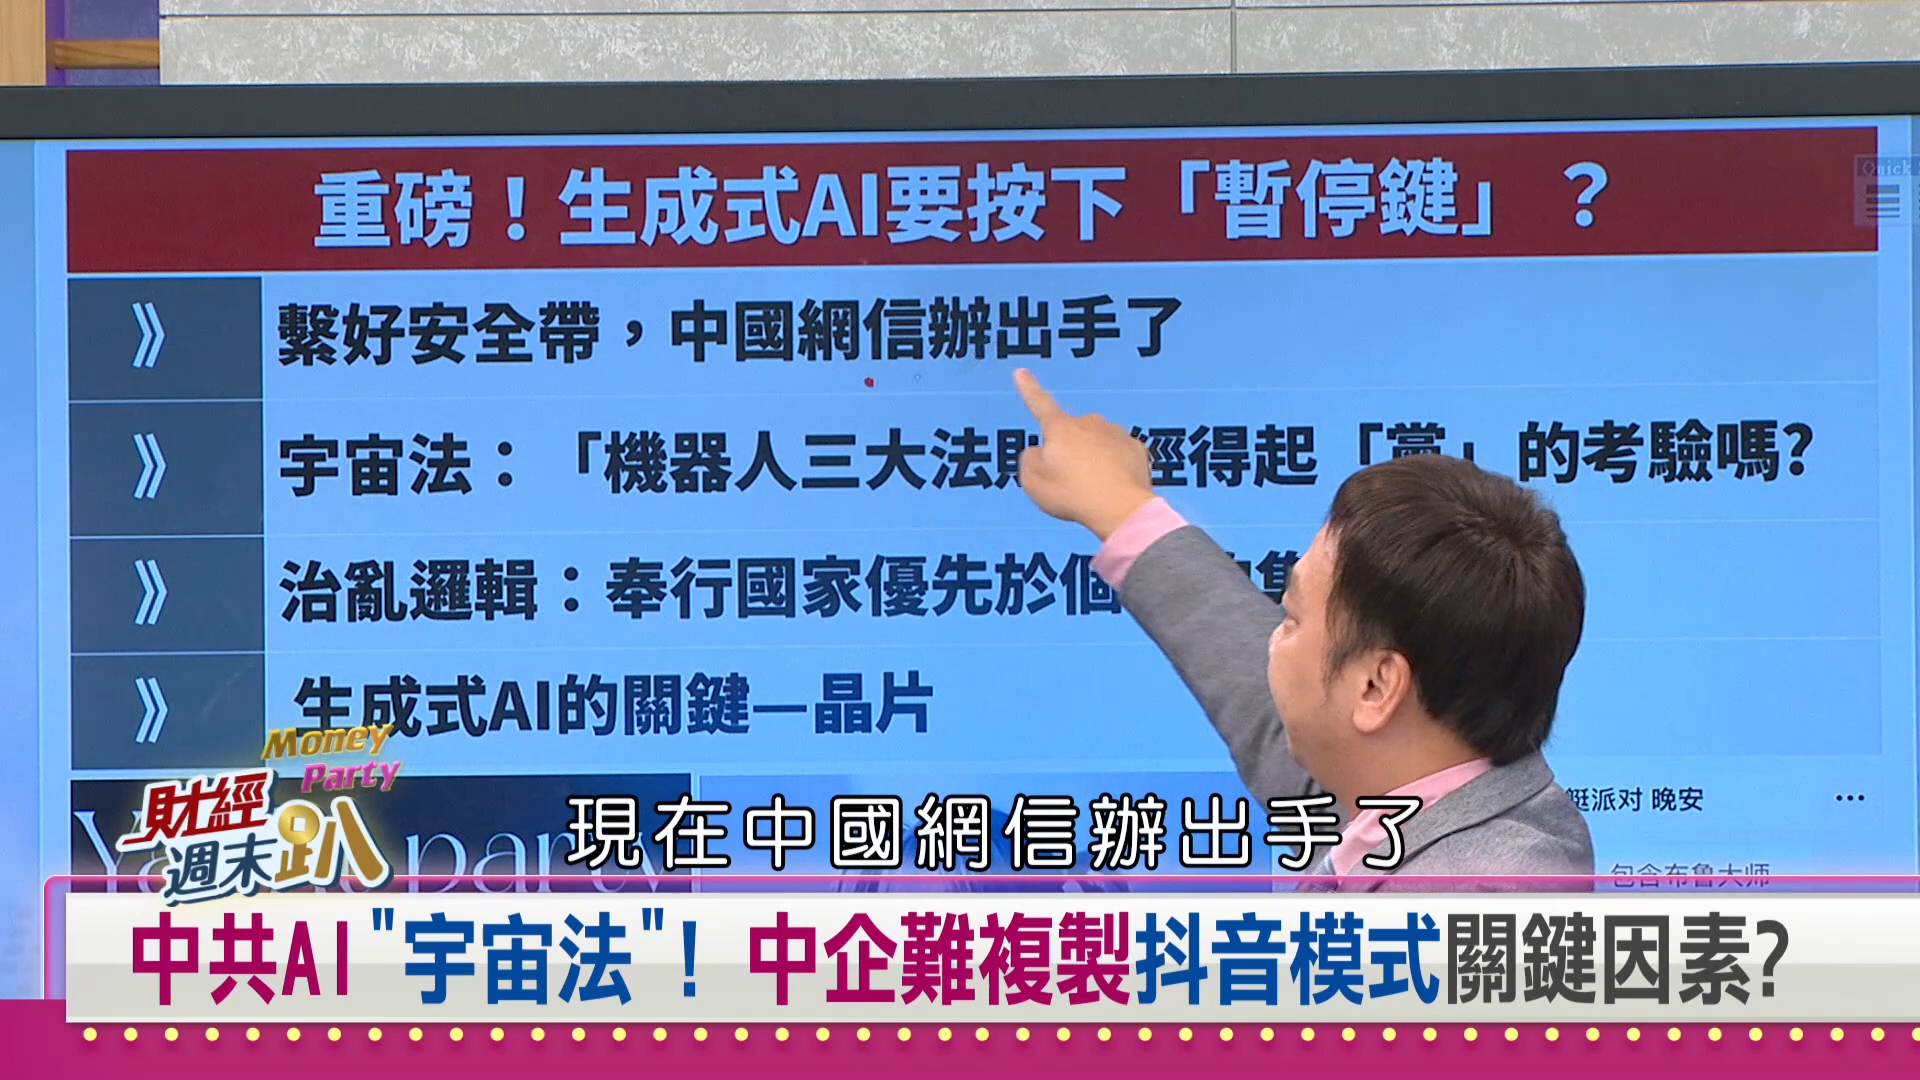 重磅！生成式AI要按下「暫停鍵」？
Quick
》 繫好安全帶，中國網信辦出手了
》 宇宙法：「機器人三大法則 經得起「黨」的考驗嗎?
》 治亂邏輯：奉行國家優先於個
》 生成式AI的關鍵—晶片
Money
Party
財經
週末趴
party
艇派对 晚安
包含布鲁大师
現在中國網信辦出手了
中共AI"宇宙法"！中企難複製抖音模式關鍵因素?